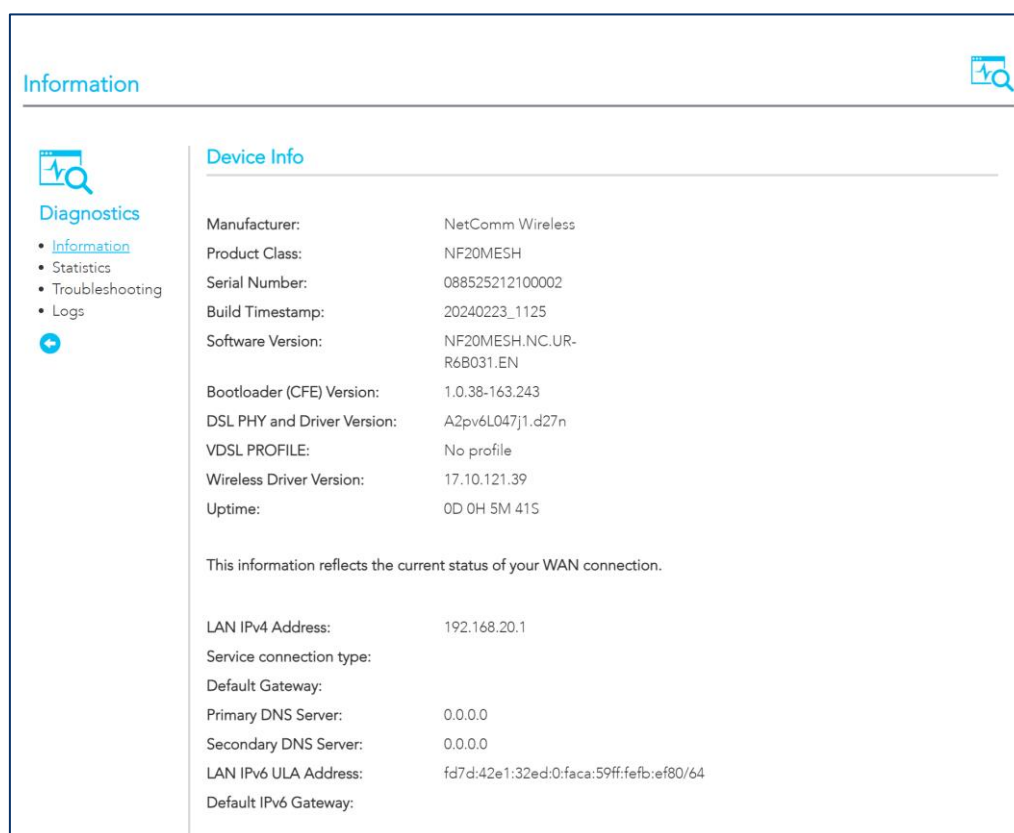 Information
Diagnostics
Information
Statistics
Troubleshooting
Logs
Device Info
Manufacturer: NetComm Wireless
Product Class: NF20MESH
Serial Number: 088525212100002
Build Timestamp: 20240223_1125
Software Version: NF20MESH.NC.UR-
R6B031.EN
Bootloader (CFE) Version: 1.0.38-163.243
DSL PHY and Driver Version: A2pv6L047j1.d27n
VDSL PROFILE: No profile
Wireless Driver Version: 17.10.121.39
Uptime: 0D 0H 5M 41S
This information reflects the current status of your WAN connection.
LAN IPv4 Address: 192.168.20.1
Service connection type:
Default Gateway:
Primary DNS Server: 0.0.0.0
Secondary DNS Server: 0.0.0.0
LAN IPv6 ULA Address: fd7d:42e1:32ed:0:faca:59ff:fefb:ef80/64
Default IPv6 Gateway: